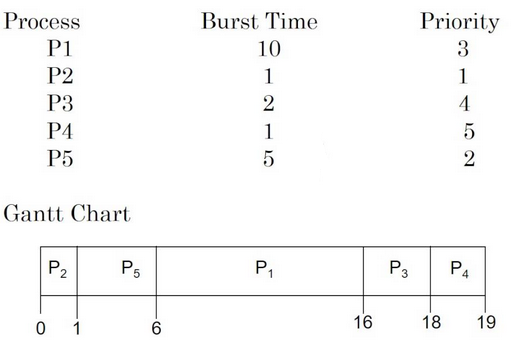 Process Burst Time Priority
P1 10 3
P2 1 1
P3 2 4
P4 1 5
P5 5 2
Gantt Chart
P₂ P₅ P₁ P₃ P₄
0 1 6 16 18 19